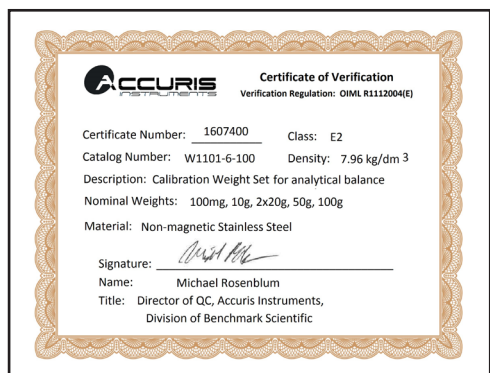 ACCURIS
INSTRUMENTS
Certificate of Verification
Verification Regulation: OIML R1112004(E)
Certificate Number: 1607400 Class: E2
Catalog Number: W1101-6-100 Density: 7.96 kg/dm 3
Description: Calibration Weight Set for analytical balance
Nominal Weights: 100mg, 10g, 2x20g, 50g, 100g
Material: Non-magnetic Stainless Steel
Signature:
Name: Michael Rosenblum
Title: Director of QC, Accuris Instruments,
Division of Benchmark Scientific